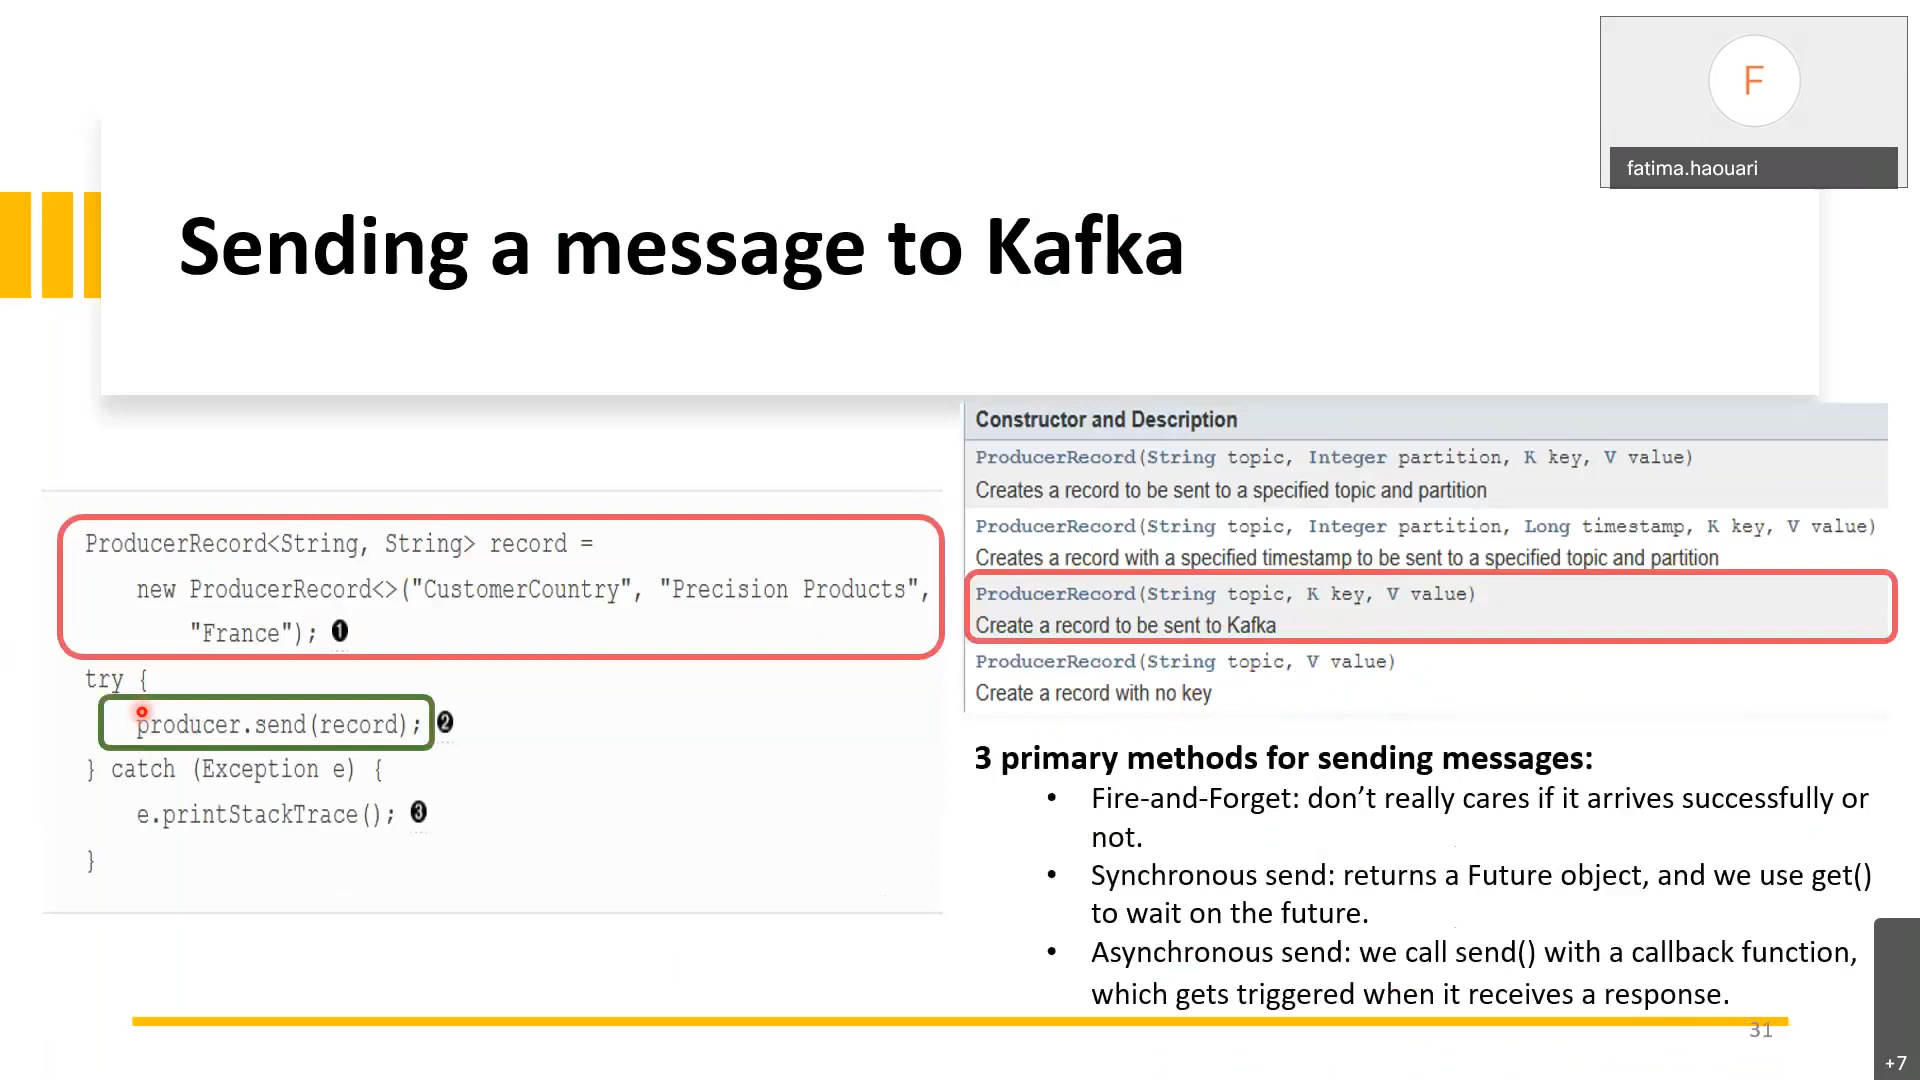 F
fatima.haouari
Sending a message to Kafka
ProducerRecord<String, String> record =
new ProducerRecord<>("CustomerCountry", "Precision Products",
"France"); ❶
try {
producer.send(record); ❷
} catch (Exception e) {
e.printStackTrace(); ❸
}
Constructor and Description
ProducerRecord(String topic, Integer partition, K key, V value)
Creates a record to be sent to a specified topic and partition
ProducerRecord(String topic, Integer partition, Long timestamp, K key, V value)
Creates a record with a specified timestamp to be sent to a specified topic and partition
ProducerRecord(String topic, K key, V value)
Create a record to be sent to Kafka
ProducerRecord(String topic, V value)
Create a record with no key
3 primary methods for sending messages:
• Fire-and-Forget: don’t really cares if it arrives successfully or
not.
• Synchronous send: returns a Future object, and we use get()
to wait on the future.
• Asynchronous send: we call send() with a callback function,
which gets triggered when it receives a response.
31
+7